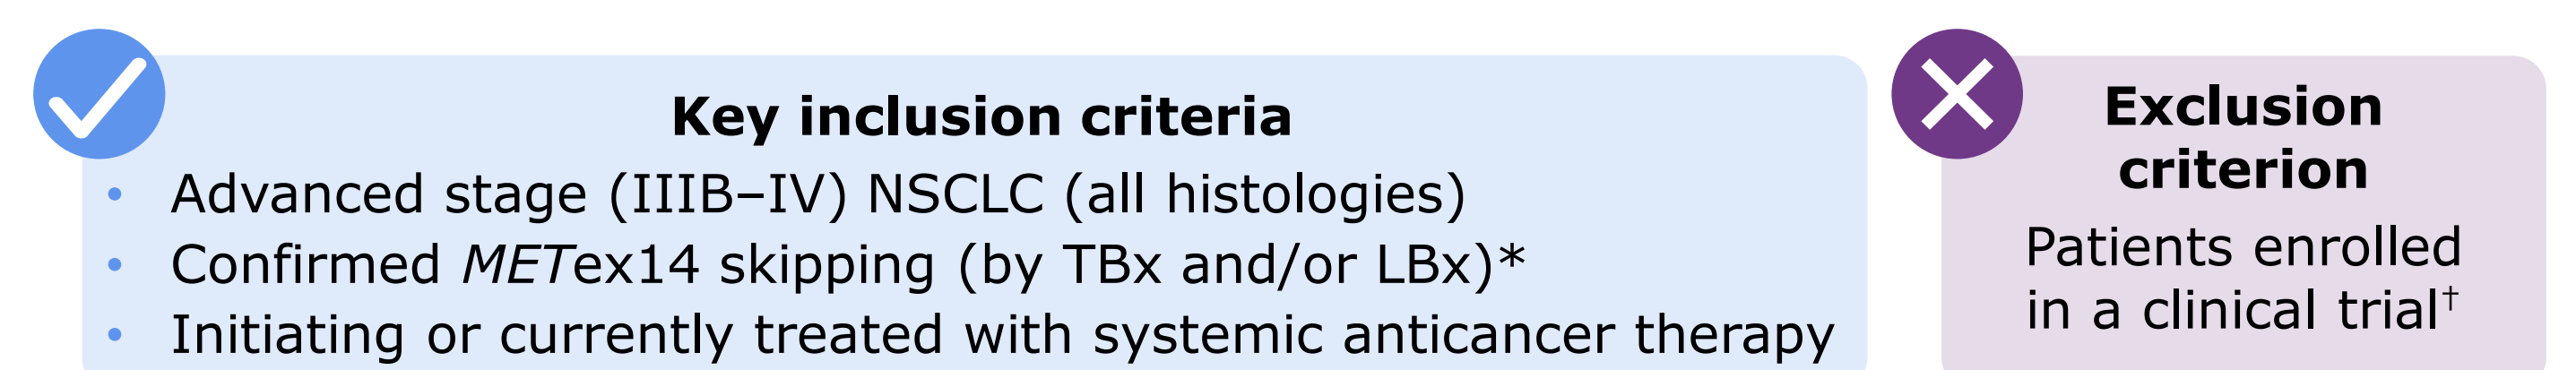 Key inclusion criteria
• Advanced stage (IIIB–IV) NSCLC (all histologies)
• Confirmed METex14 skipping (by TBx and/or LBx)*
• Initiating or currently treated with systemic anticancer therapy
Exclusion
criterion
Patients enrolled
in a clinical trial†